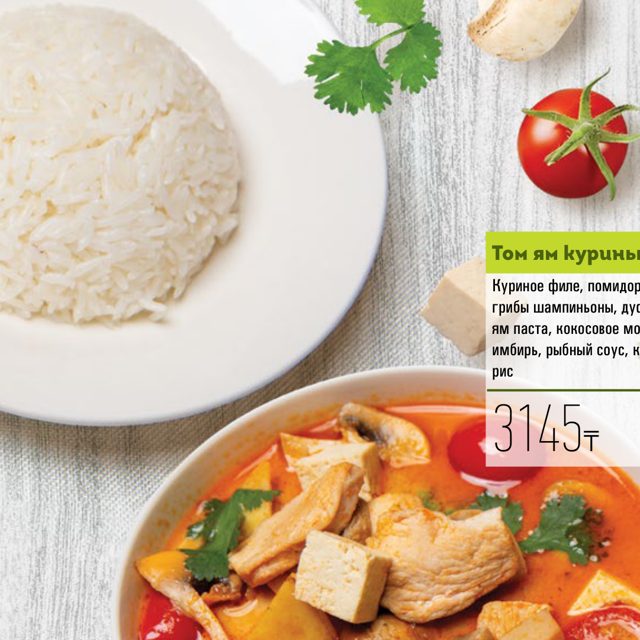 Том ям курины
Куриное филе, помидор
грибы шампиньоны, дус
ям паста, кокосовое мо
имбирь, рыбный соус, к
рис
3145₸